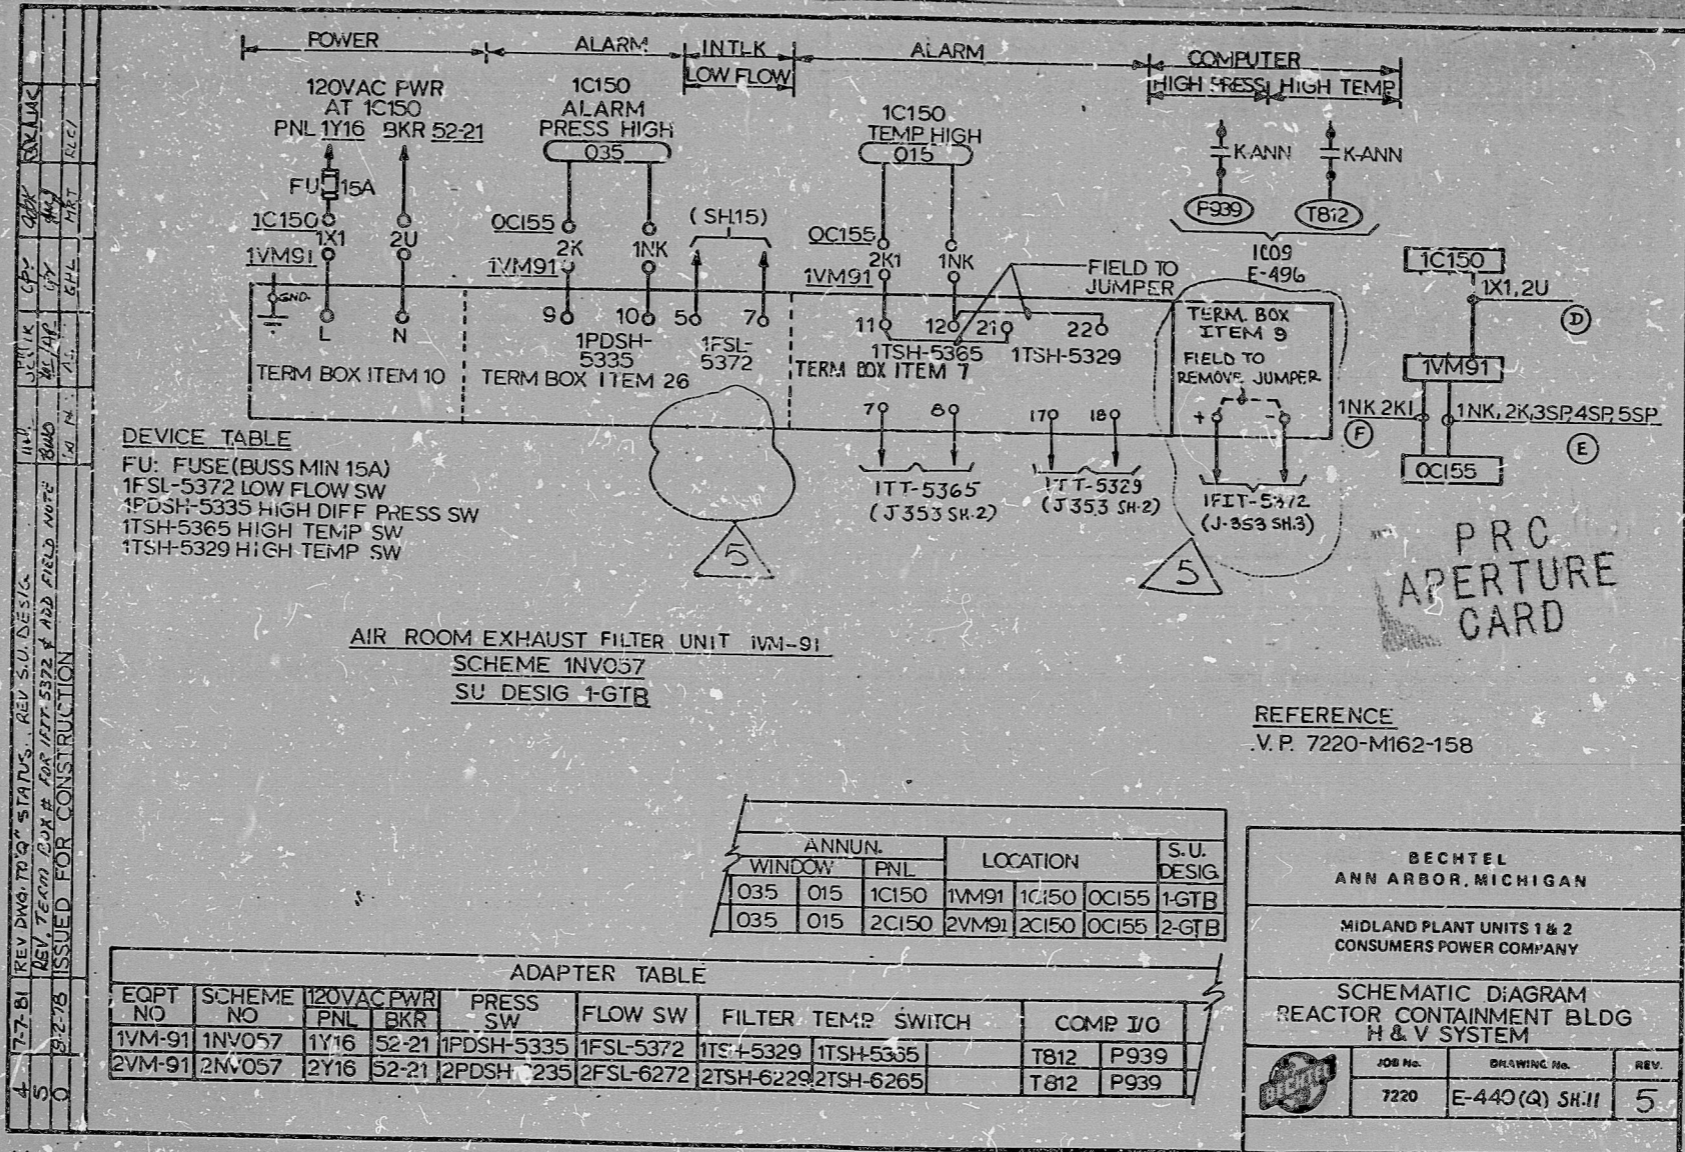 POWER
ALARM
INTLK
LOW FLOW
ALARM
COMPUTER
HIGH PRESS HIGH TEMP
120VAC PWR
AT 1C150
PNL 1Y16 BKR 52-21
1C150
ALARM
PRESS HIGH
035
1C150
TEMP HIGH
015
K-ANN
K-ANN
FU 15A
P939
T812
1C09
E-496
1C150
1X1
2U
1VM91
0C155
2K
1NK
1VM91
(SH.15)
0C155
2K1
1NK
1VM91
FIELD TO
JUMPER
1C150
1X1,2U
D
1VM91
1NK 2K1
F
1NK, 2K,3SP,4SP,5SP
E
0C155
GND.
L
N
TERM BOX ITEM 10
9
10
5
7
1PDSH-
5335
1FSL-
5372
TERM BOX ITEM 26
11
12
21
22
1TSH-5365
1TSH-5329
TERM BOX ITEM 7
TERM. BOX
ITEM 9
FIELD TO
REMOVE JUMPER
+
-
7
8
17
18
1TT-5365
(J353 SH.2)
1TT-5329
(J353 SH.2)
1FIT-5372
(J-353 SH.3)
5
5
DEVICE TABLE
FU: FUSE (BUSS MIN 15A)
1FSL-5372 LOW FLOW SW
1PDSH-5335 HIGH DIFF PRESS SW
1TSH-5365 HIGH TEMP SW
1TSH-5329 HIGH TEMP SW
PRC
APERTURE
CARD
AIR ROOM EXHAUST FILTER UNIT 1VM-91
SCHEME 1NV057
SU DESIG 1-GTB
REFERENCE
V.P. 7220-M162-158
ANNUN.
LOCATION
S.U.
DESIG
WINDOW
PNL
035 015 1C150 1VM91 1C150 0C155 1-GTB
035 015 2C150 2VM91 2C150 0C155 2-GTB
ADAPTER TABLE
EQPT
NO
SCHEME
NO
120VAC PWR
PNL
BKR
PRESS
SW
FLOW SW
FILTER TEMP. SWITCH
COMP. I/O
1VM-91 1NV057 1Y16 52-21 1PDSH-5335 1FSL-5372 1TSH-5329 1TSH-5365 T812 P939
2VM-91 2NV057 2Y16 52-21 2PDSH-6235 2FSL-6272 2TSH-6229 2TSH-6265 T812 P939
BECHTEL
ANN ARBOR, MICHIGAN
MIDLAND PLANT UNITS 1 & 2
CONSUMERS POWER COMPANY
SCHEMATIC DIAGRAM
REACTOR CONTAINMENT BLDG
H & V SYSTEM
BECHTEL
JOB No.
DRAWING No.
REV.
7220
E-440(Q) SH.11
5
4 7-7-81 REV DWG. TO "Q" STATUS. REV S.U. DESIG.
5 REV. TERM BOX # FOR 1FIT-5372 & ADD FIELD NOTE
0 ISSUED FOR CONSTRUCTION